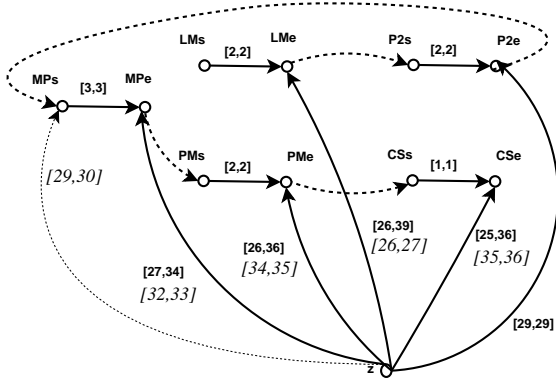 LMs
LMe
P2s
P2e
[2,2]
[2,2]
MPs
[3,3]
MPe
PMs
[2,2]
PMe
CSs
[1,1]
CSe
[29,30]
[26,39]
[26,27]
[25,36]
[35,36]
[27,34]
[32,33]
[26,36]
[34,35]
[29,29]
z